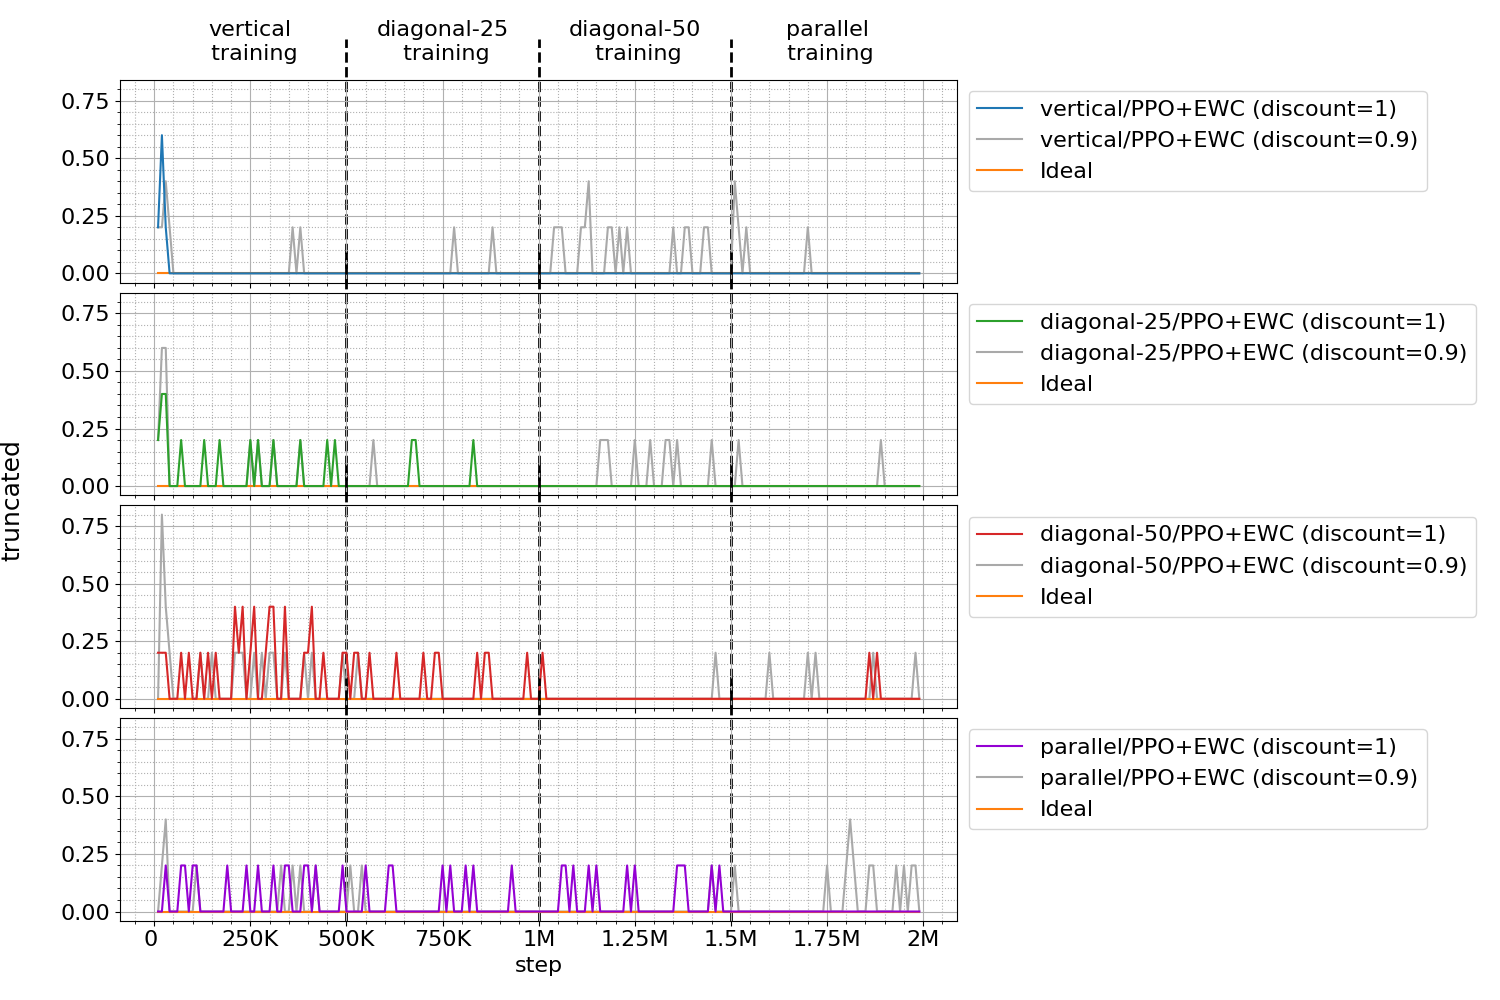 vertical
training
diagonal-25
training
diagonal-50
training
parallel
training
truncated
0.75
0.50
0.25
0.00
vertical/PPO+EWC (discount=1)
vertical/PPO+EWC (discount=0.9)
Ideal
0.75
0.50
0.25
0.00
diagonal-25/PPO+EWC (discount=1)
diagonal-25/PPO+EWC (discount=0.9)
Ideal
0.75
0.50
0.25
0.00
diagonal-50/PPO+EWC (discount=1)
diagonal-50/PPO+EWC (discount=0.9)
Ideal
0.75
0.50
0.25
0.00
parallel/PPO+EWC (discount=1)
parallel/PPO+EWC (discount=0.9)
Ideal
0 250K 500K 750K 1M 1.25M 1.5M 1.75M 2M
step